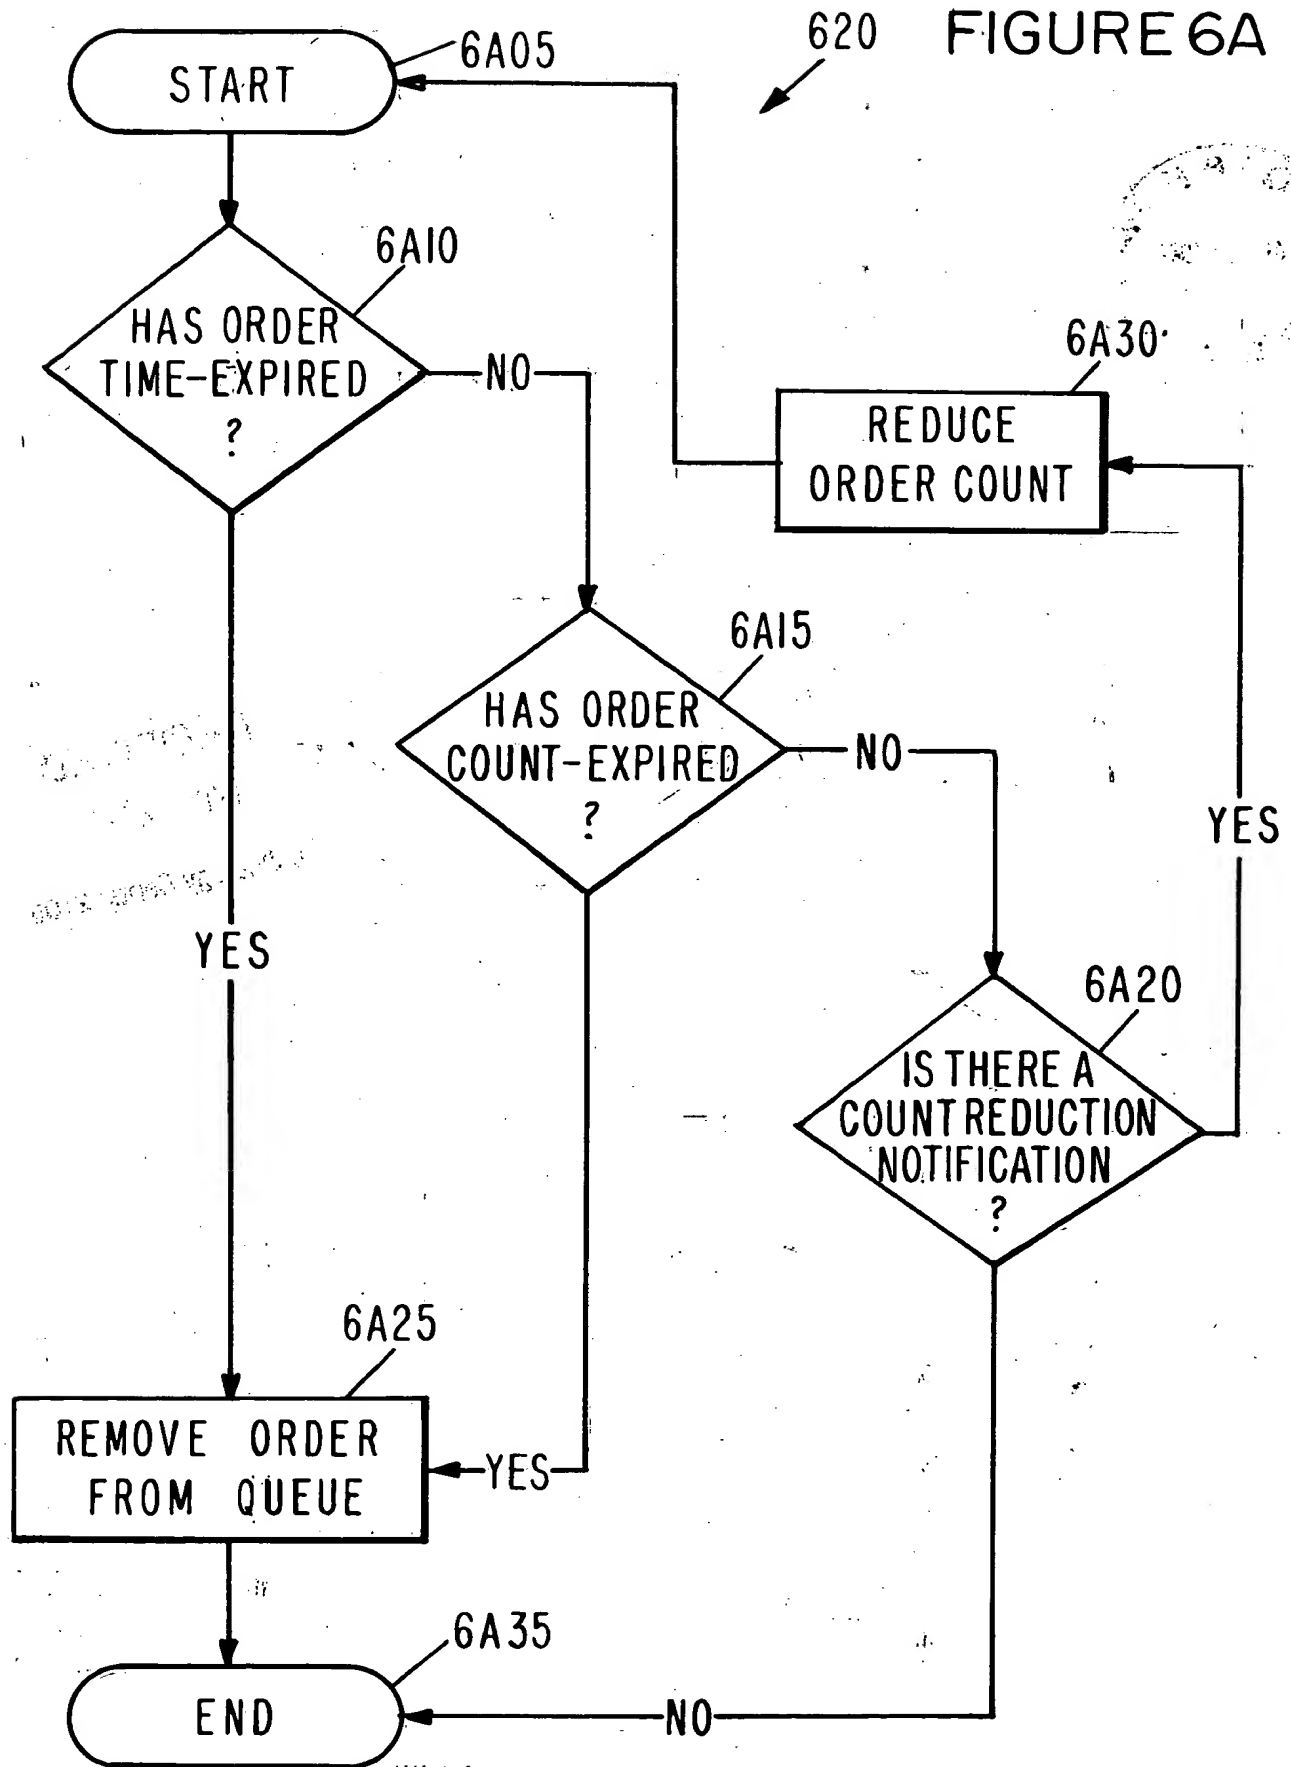 620 FIGURE 6A
6A05
START
6A10
HAS ORDER
TIME-EXPIRED
?
NO
6A30
REDUCE
ORDER COUNT
6A15
HAS ORDER
COUNT-EXPIRED
?
NO
YES
YES
6A20
IS THERE A
COUNT REDUCTION
NOTIFICATION
?
6A25
REMOVE ORDER
FROM QUEUE
YES
6A35
END
NO